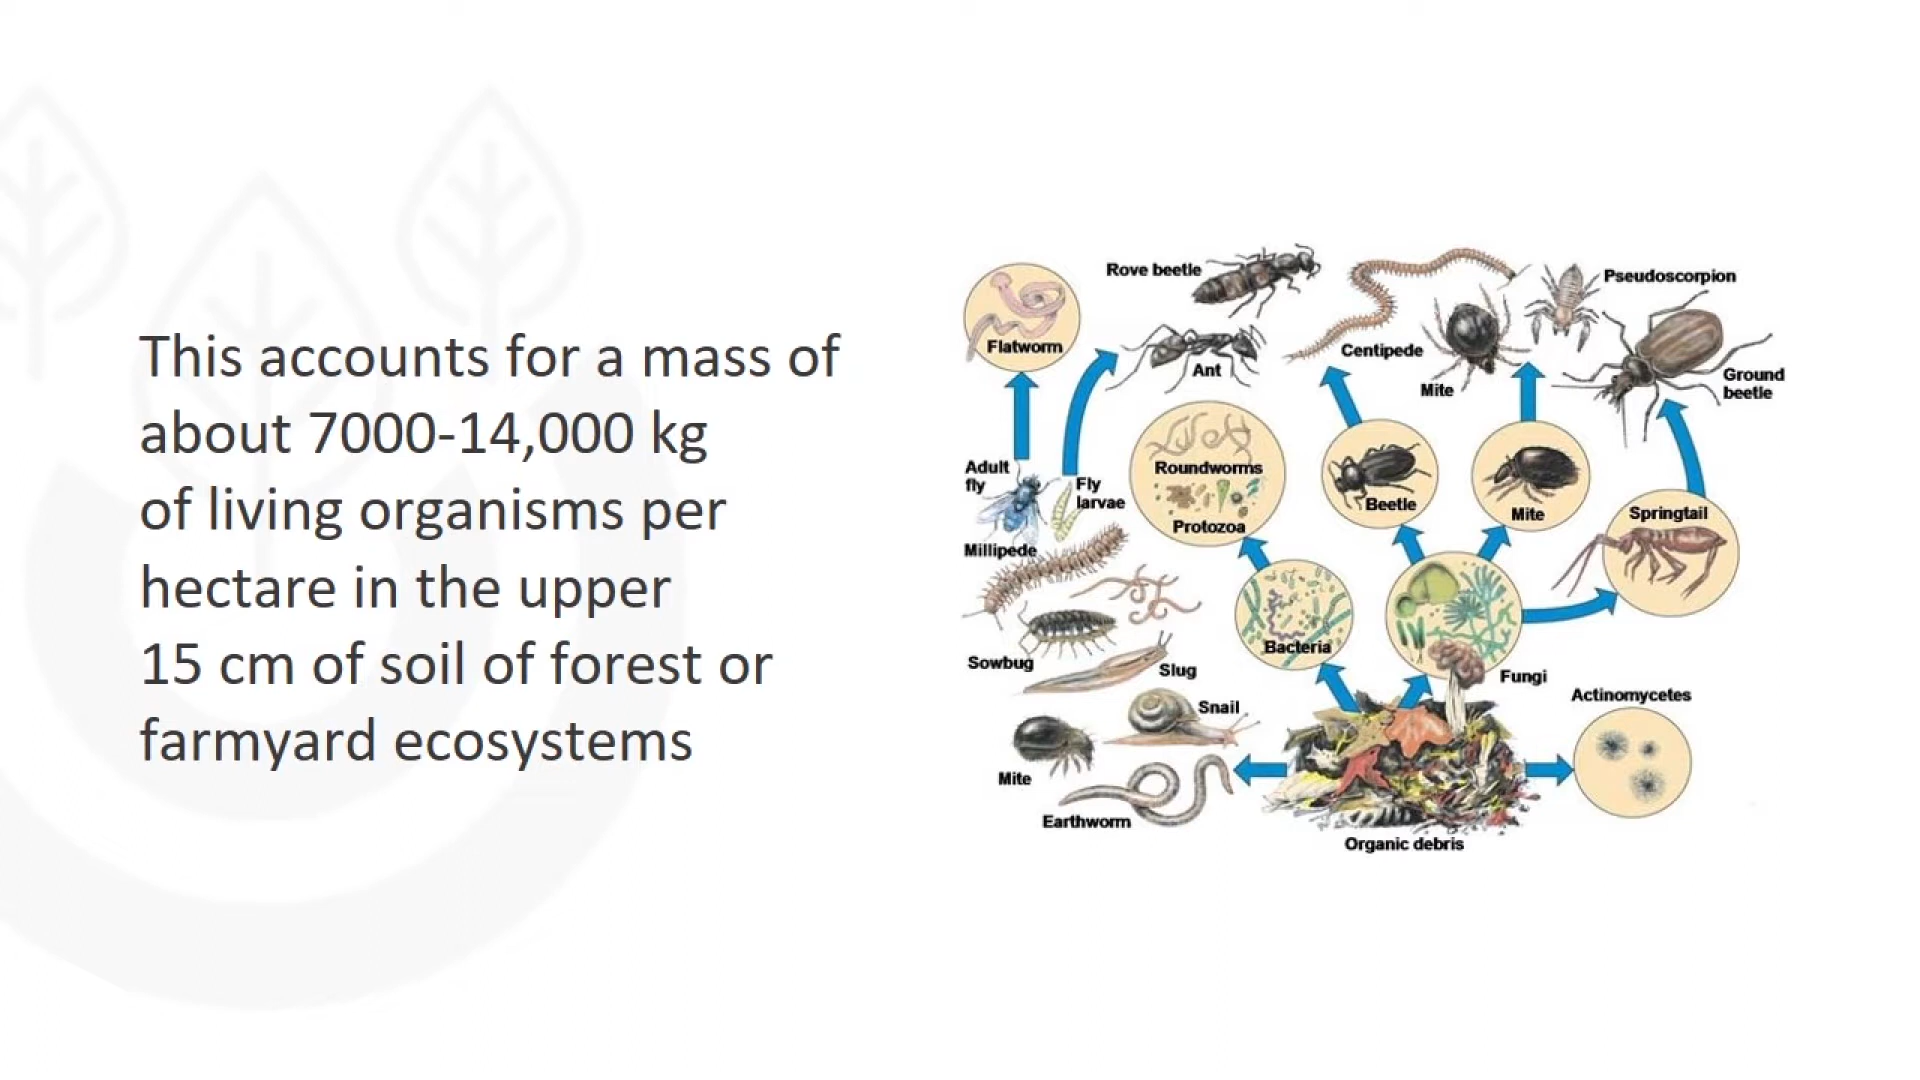 This accounts for a mass of
about 7000-14,000 kg
of living organisms per
hectare in the upper
15 cm of soil of forest or
farmyard ecosystems
Rove beetle
Pseudoscorpion
Flatworm
Centipede
Ant
Mite
Ground
beetle
Adult
fly
Fly
larvae
Roundworms
Protozoa
Beetle
Mite
Springtail
Millipede
Bacteria
Sowbug
Slug
Fungi
Actinomycetes
Snail
Mite
Earthworm
Organic debris